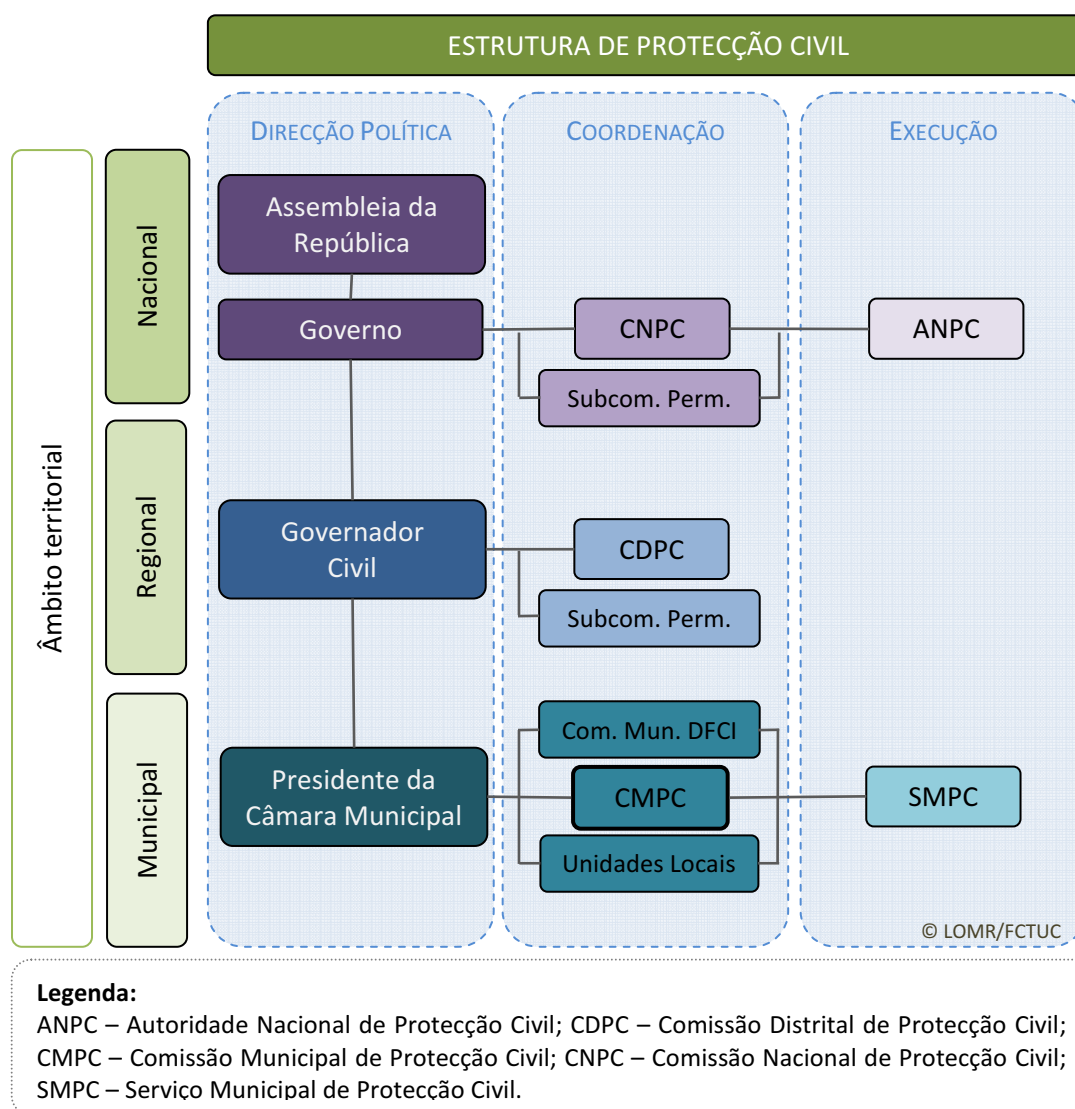 ESTRUTURA DE PROTECÇÃO CIVIL
DIRECÇÃO POLÍTICA
COORDENAÇÃO
EXECUÇÃO
Âmbito territorial
Nacional
Assembleia da
República
Governo
CNPC
ANPC
Subcom. Perm.
Regional
Governador
Civil
CDPC
Subcom. Perm.
Municipal
Com. Mun. DFCI
Presidente da
Câmara Municipal
CMPC
SMPC
Unidades Locais
© LOMR/FCTUC
Legenda:
ANPC – Autoridade Nacional de Protecção Civil; CDPC – Comissão Distrital de Protecção Civil;
CMPC – Comissão Municipal de Protecção Civil; CNPC – Comissão Nacional de Protecção Civil;
SMPC – Serviço Municipal de Protecção Civil.